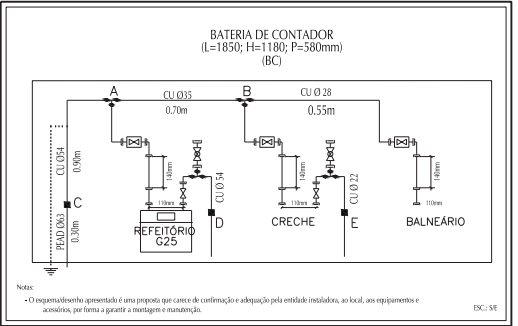 BATERIA DE CONTADOR
(L=1850; H=1180; P=580mm)
(BC)
A
CU Ø35
0.70m
B
CU Ø 28
0.55m
CU Ø54
0.90m
140mm
110mm
CU Ø 54
140mm
110mm
CU Ø 22
140mm
110mm
C
PEAD Ø63
0.30m
REFEITÓRIO
G25
D
CRECHE
E
BALNEÁRIO
Notas:
- O esquema/desenho apresentado é uma proposta que carece de confirmação e adequação pela entidade instaladora, ao local, aos equipamentos e
acessórios, por forma a garantir a montagem e manutenção.
ESC.: S/E